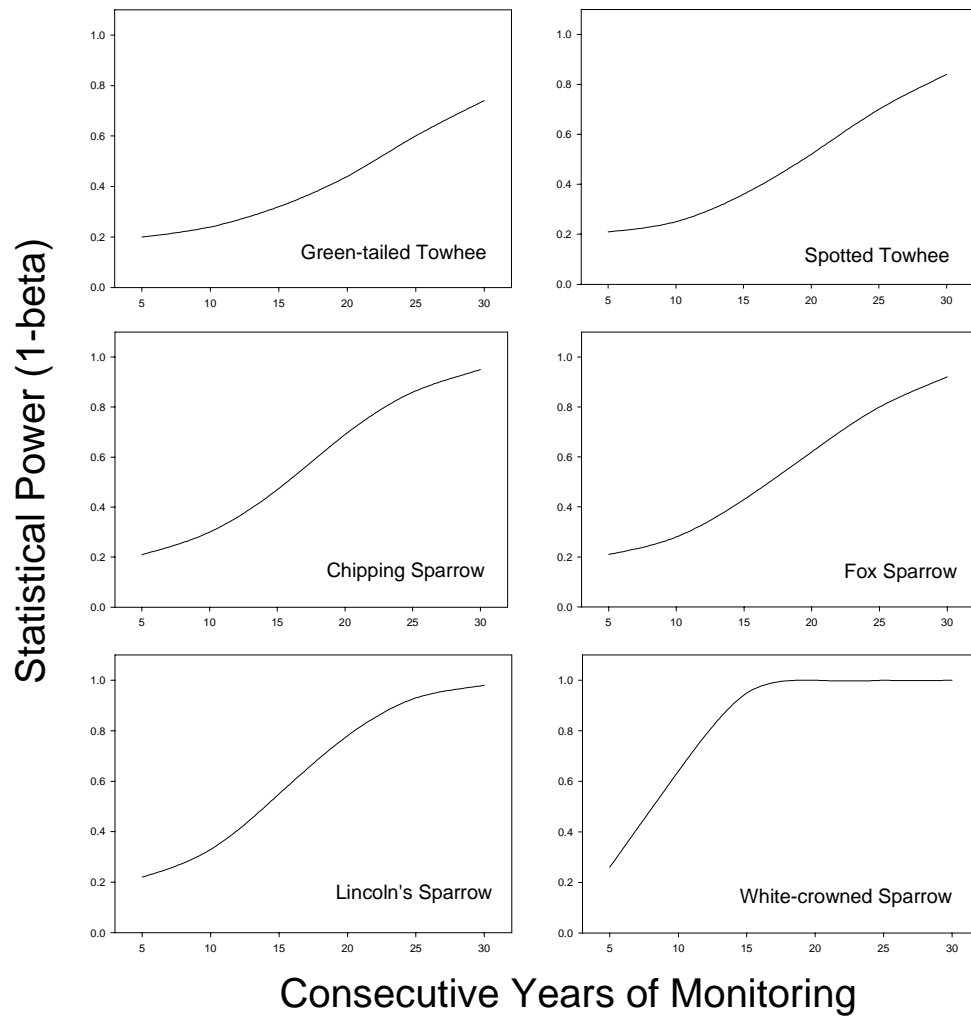 Statistical Power (1-beta)
1.0
0.8
0.6
0.4
0.2
0.0
5 10 15 20 25 30
Green-tailed Towhee
1.0
0.8
0.6
0.4
0.2
0.0
5 10 15 20 25 30
Spotted Towhee
1.0
0.8
0.6
0.4
0.2
0.0
5 10 15 20 25 30
Chipping Sparrow
1.0
0.8
0.6
0.4
0.2
0.0
5 10 15 20 25 30
Fox Sparrow
1.0
0.8
0.6
0.4
0.2
0.0
5 10 15 20 25 30
Lincoln's Sparrow
1.0
0.8
0.6
0.4
0.2
0.0
5 10 15 20 25 30
White-crowned Sparrow
Consecutive Years of Monitoring